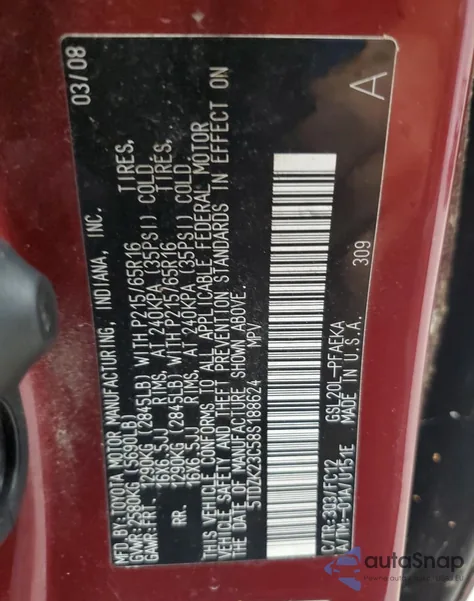 MFD.BY:TOYOTA MOTOR MANUFACTURING, INDIANA, INC. 03/08
GVWR:2580KG (5690LB)
GAWR:FRT. 1290KG (2845LB) WITH P215/65R16 TIRES,
16X6.5JJ RIMS, AT 240KPA (35PSI) COLD.
RR. 1290KG (2845LB) WITH P215/65R16 TIRES,
16X6.5JJ RIMS, AT 240KPA (35PSI) COLD.
THIS VEHICLE CONFORMS TO ALL APPLICABLE FEDERAL MOTOR
VEHICLE SAFETY AND THEFT PREVENTION STANDARDS IN EFFECT ON
THE DATE OF MANUFACTURE SHOWN ABOVE.
5TDZK23C58S188624 MPV
A
C/TR:3Q3/FC12 GSL20L-PFAEKA
A/TM:-01A/U151E MADE IN U.S.A. 309
autoSnap